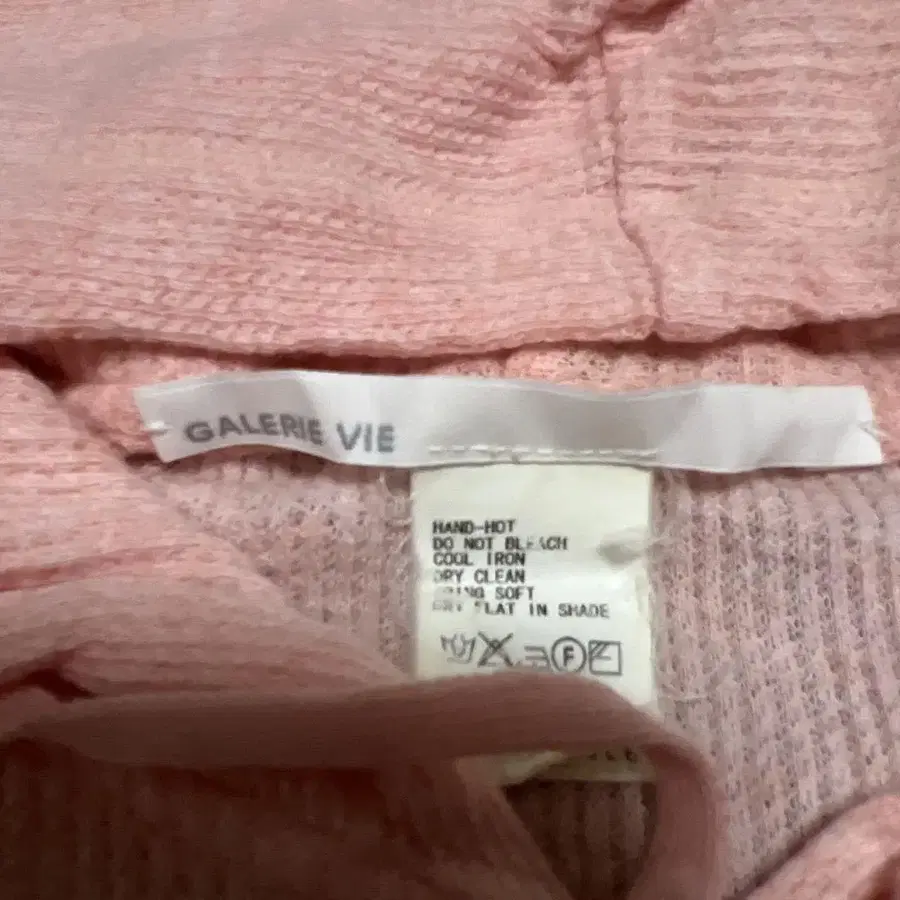 GALERIE VIE
HAND-HOT
DO NOT BLEACH
COOL IRON
DRY CLEAN
SOFT
FLAT IN SHADE
F